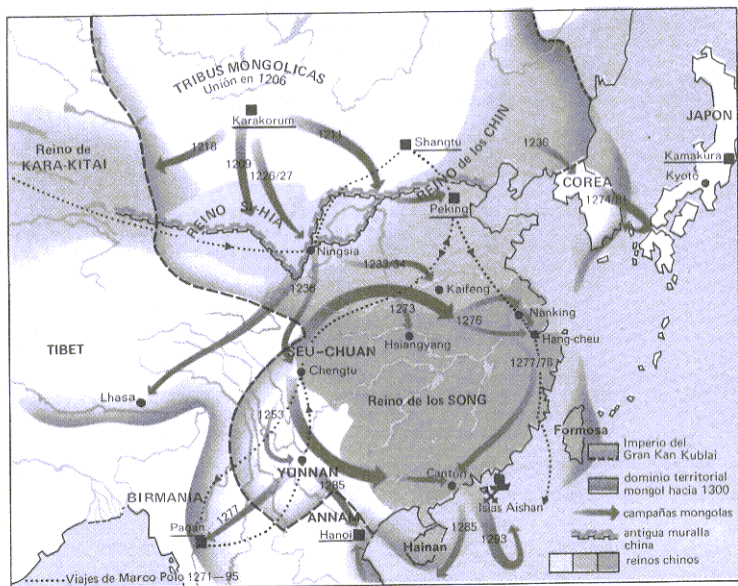 TRIBUS MONGOLICAS
Unión en 1206
Karakorum
JAPON
Shangtu
Reino de
KARA-KITAI
1218
1209
1226/27
1211
REINO de los CHIN
1236
COREA
1274/81
Kamakura
Kyoto
REINO SI-HIA
Peking
Ningsia
1236
1233/34
Kaifeng
1273
1276
Nanking
Hang-cheu
Hsiangyang
1277/78
TIBET
SEU-CHUAN
Chengtu
Lhasa
Reino de los SONG
1253
Formosa
YUNNAN
1285
Canton
Islas Aishan
BIRMANIA
1277
Pagan
ANNAM
Hanoi
Hainan
1285
1293
Imperio del
Gran Kan Kublai
dominio territorial
mongol hacia 1300
campañas mongolas
antigua muralla
china
reinos chinos
Viajes de Marco Polo 1271—95